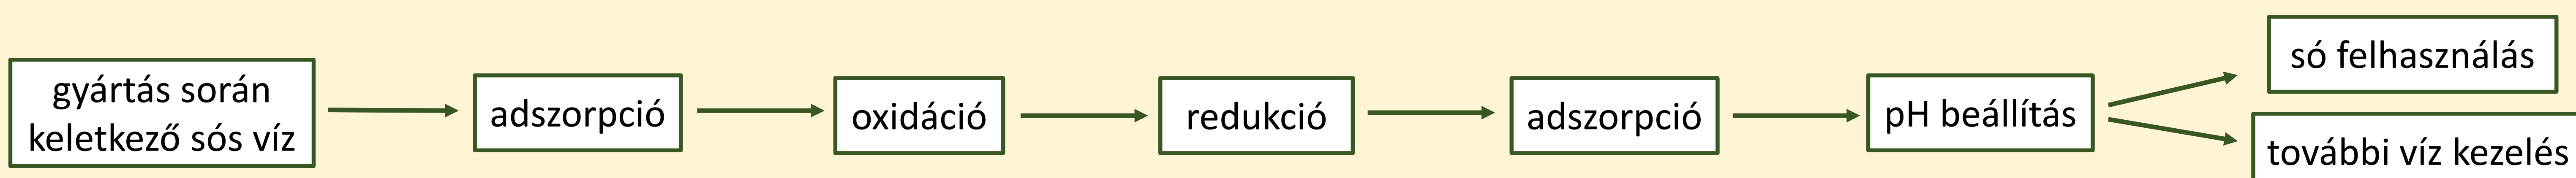 gyártás során
keletkező sós víz
adszorpció
oxidáció
redukció
adszorpció
pH beállítás
só felhasználás
további víz kezelés